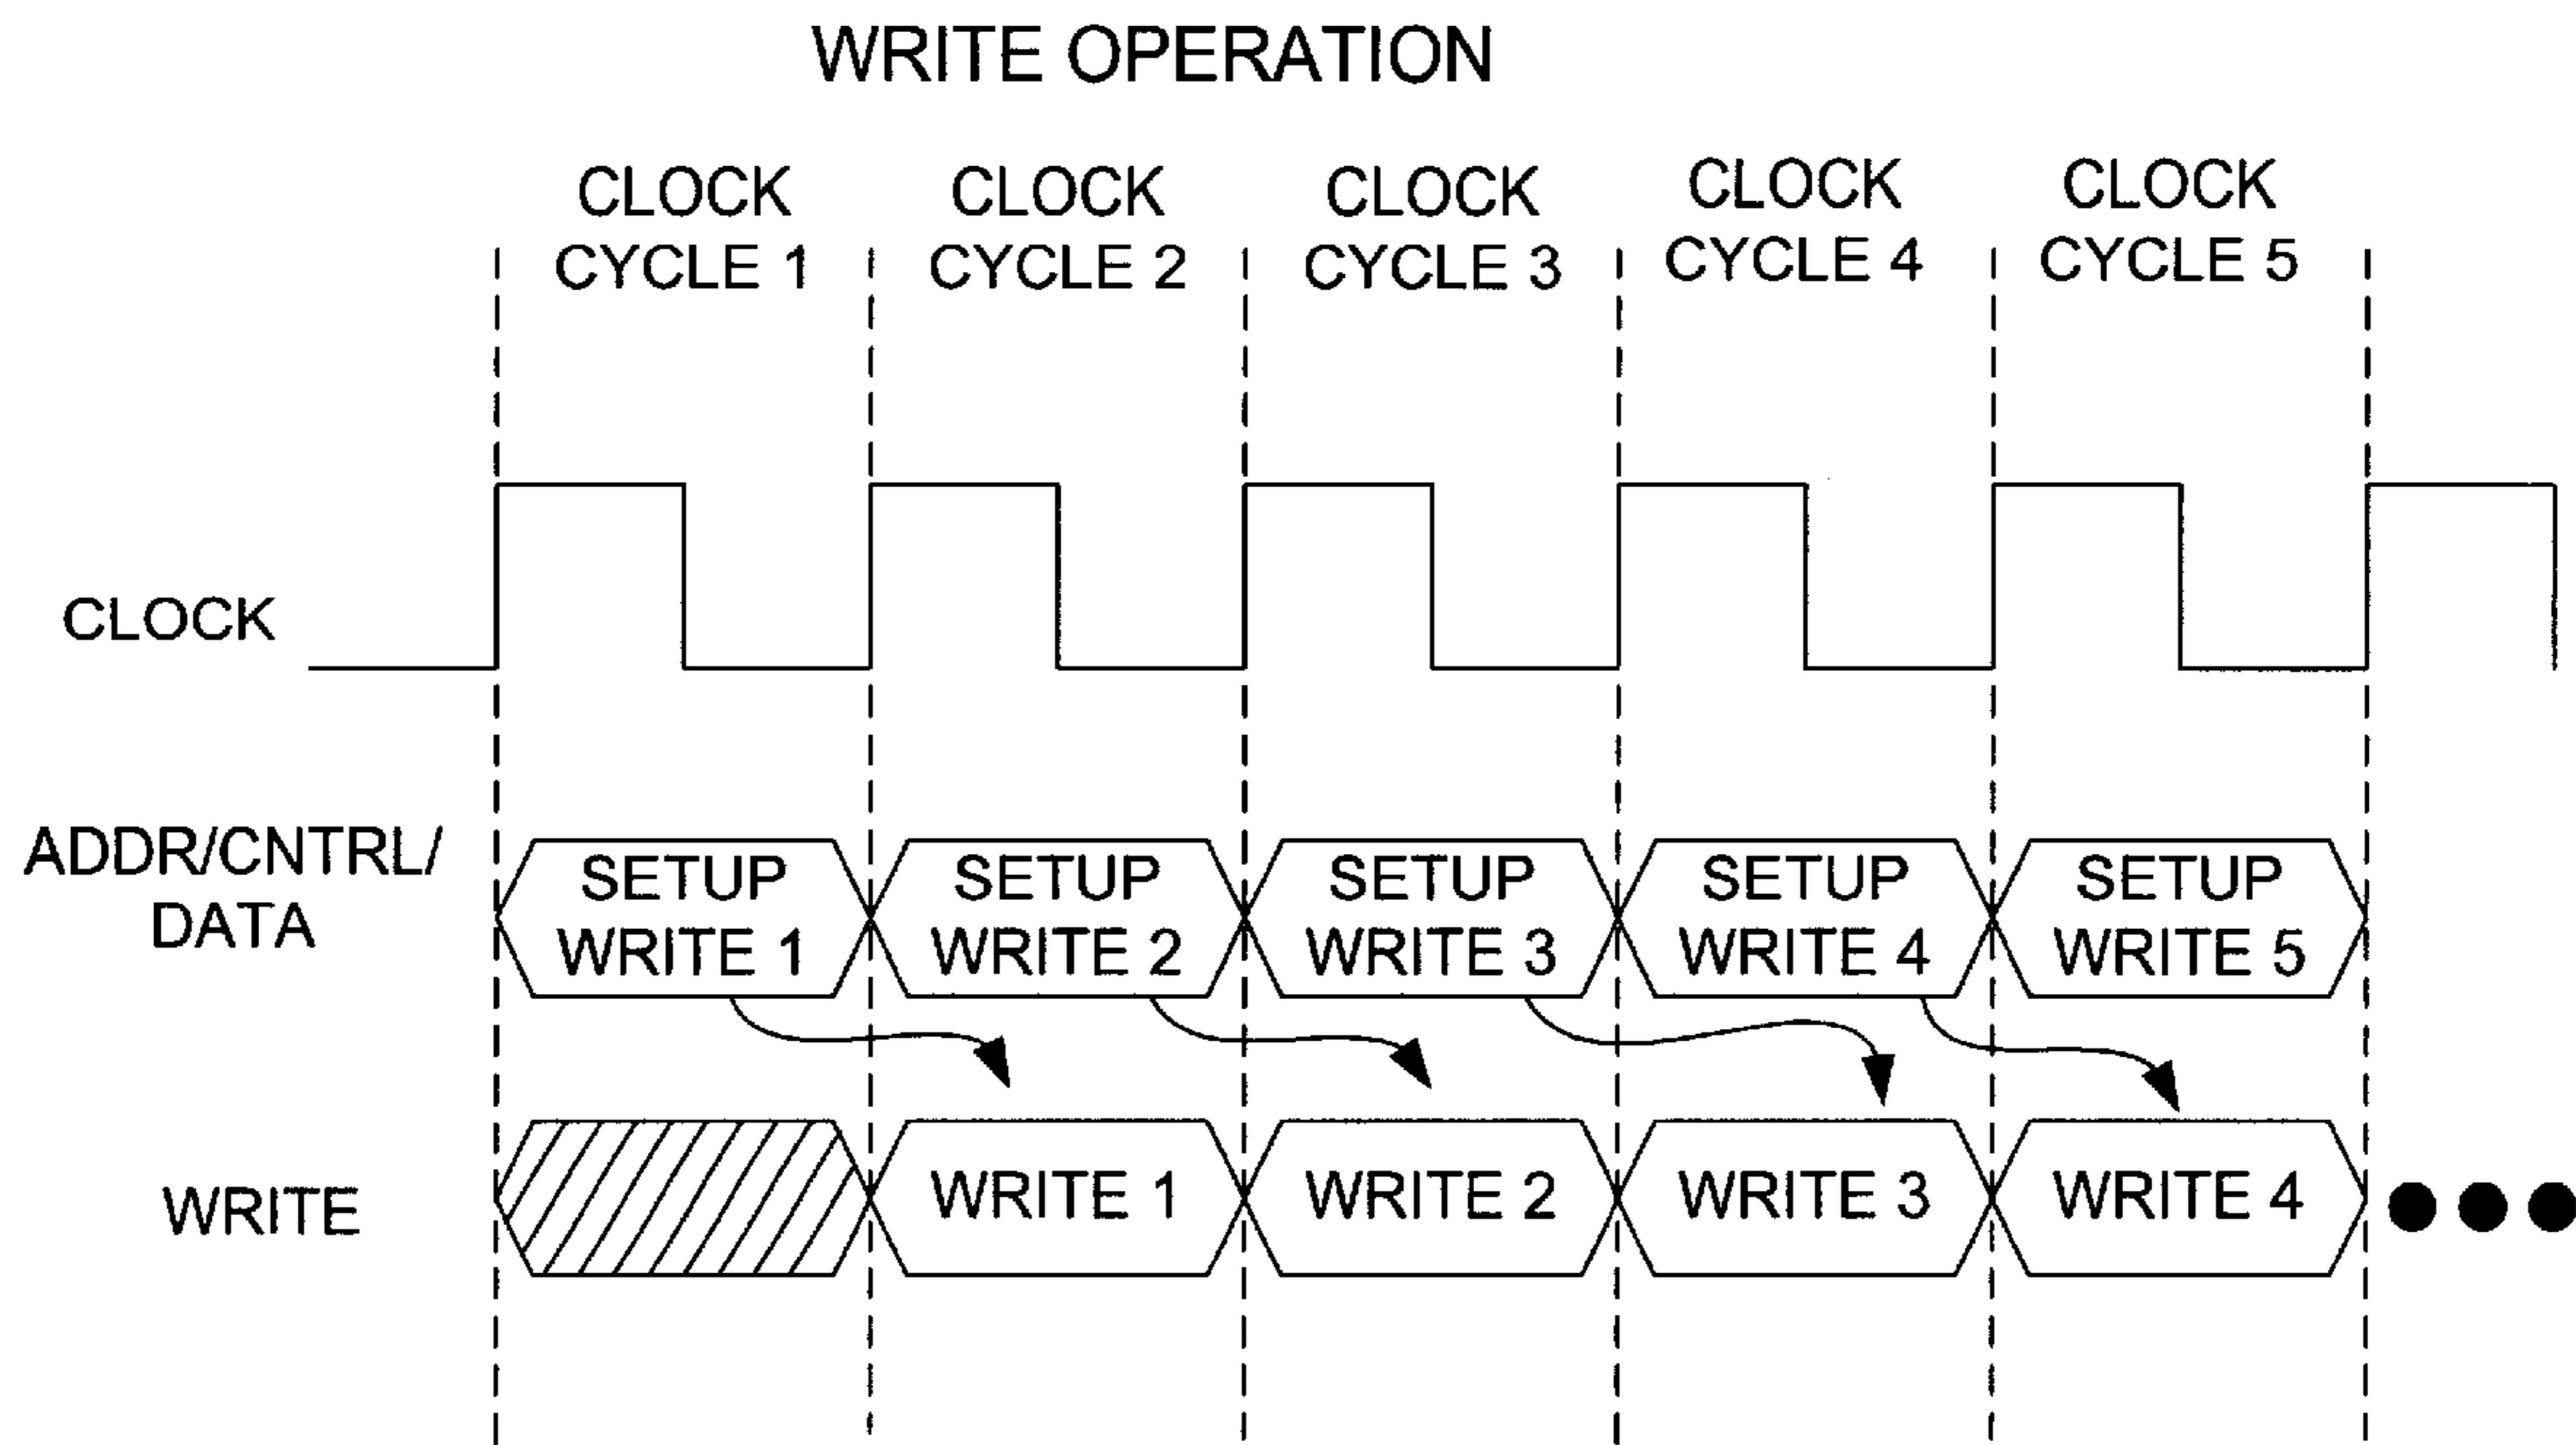 WRITE OPERATION
CLOCK
CYCLE 1
CLOCK
CYCLE 2
CLOCK
CYCLE 3
CLOCK
CYCLE 4
CLOCK
CYCLE 5
CLOCK
ADDR/CNTRL/
DATA
SETUP
WRITE 1
SETUP
WRITE 2
SETUP
WRITE 3
SETUP
WRITE 4
SETUP
WRITE 5
WRITE
WRITE 1
WRITE 2
WRITE 3
WRITE 4